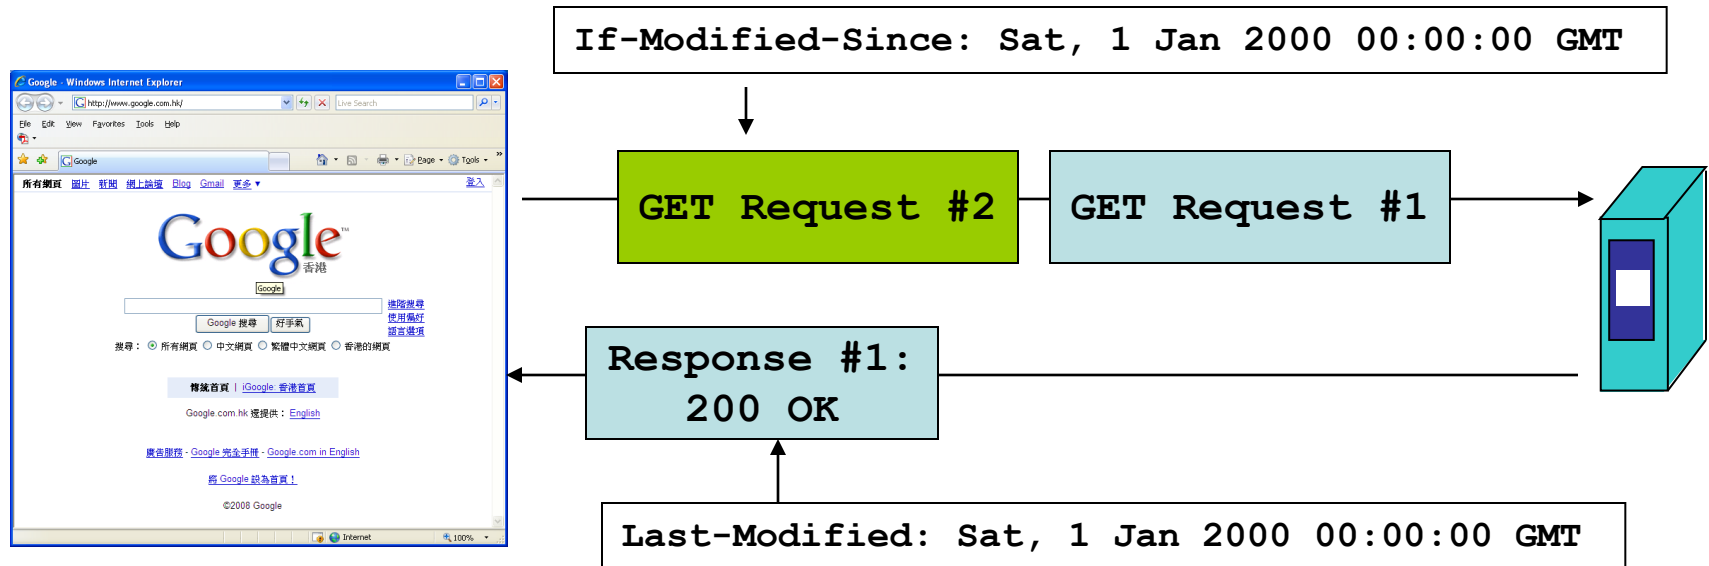 If-Modified-Since: Sat, 1 Jan 2000 00:00:00 GMT
Google - Windows Internet Explorer
http://www.google.com.hk/
Live Search
File Edit View Favorites Tools Help
Google
Page Tools
所有網頁 圖片 新聞 網上論壇 Blog Gmail 更多 ▼ 登入
Google™
香港
Google
進階搜尋
使用偏好
語言選項
Google 搜尋 好手氣
搜尋： 所有網頁 中文網頁 繁體中文網頁 香港的網頁
傳統首頁 | iGoogle: 香港首頁
Google.com.hk 還提供： English
廣告服務 - Google 完全手冊 - Google.com in English
將 Google 設為首頁！
©2008 Google
Internet 100%
GET Request #2
GET Request #1
Response #1:
200 OK
Last-Modified: Sat, 1 Jan 2000 00:00:00 GMT